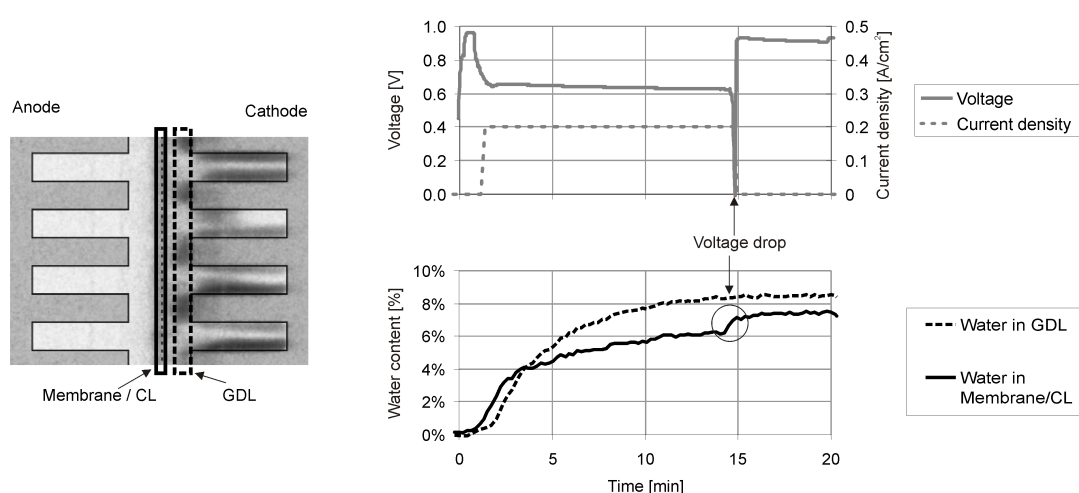 Anode
Cathode
Membrane / CL
GDL
Voltage [V]
1.0
0.8
0.6
0.4
0.2
0.0
0.5
0.4
0.3
0.2
0.1
0
Current density [A/cm²]
Voltage
Current density
Voltage drop
Water content [%]
10%
8%
6%
4%
2%
0%
0 5 10 15 20
Time [min]
Water in GDL
Water in
Membrane/CL